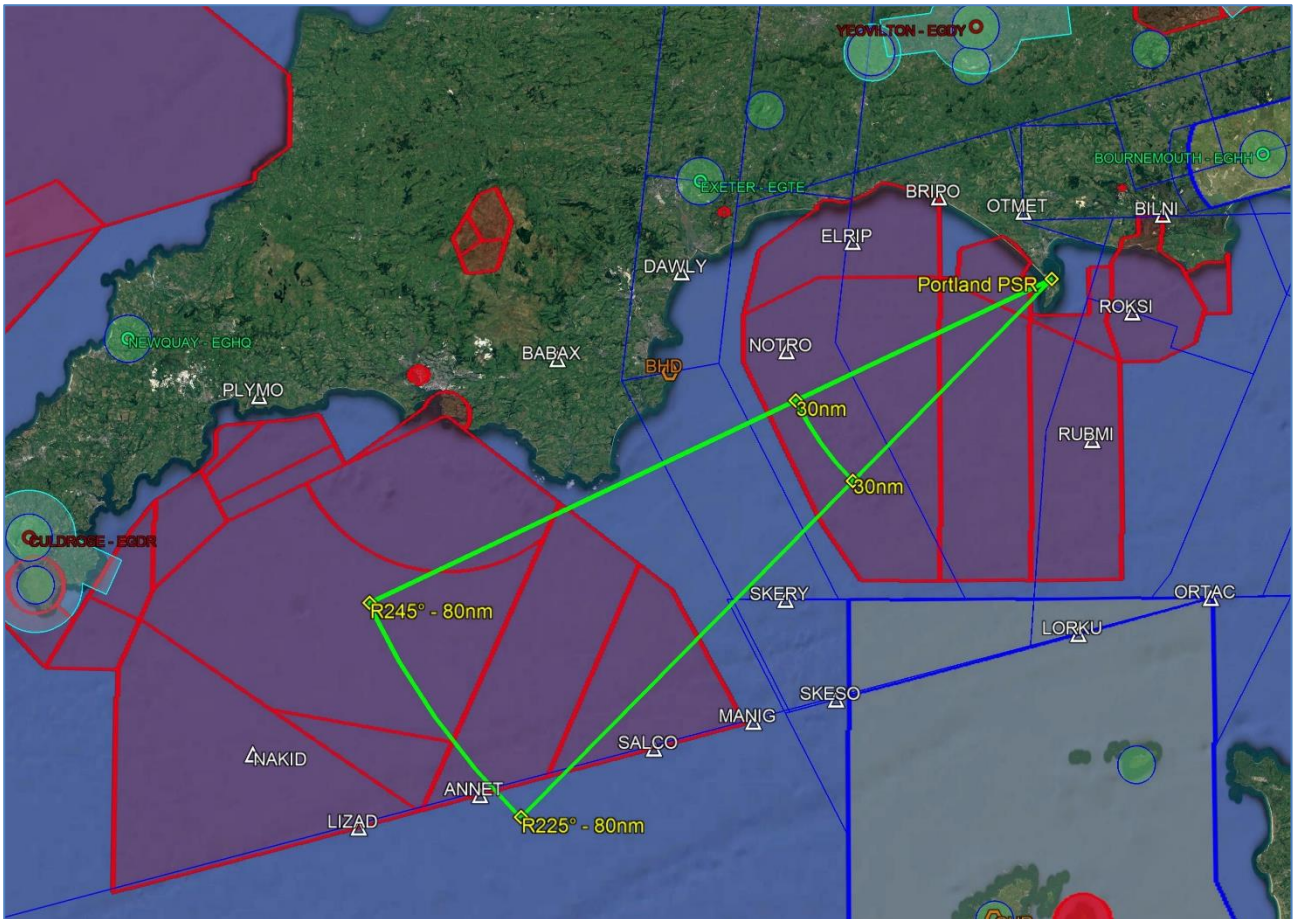 YEOVILTON - EGDY
BOURNEMOUTH - EGHH
EXETER - EGTE
BRIPO
OTMET
BILNI
ELRIP
DAWLY
Portland PSR
ROKSI
NEWQUAY - EGHQ
NOTRO
BABAX
BHD
PLYMO
30nm
RUBMI
30nm
CULDROSE - EGDR
SKERY
ORTAC
R245° - 80nm
LORKU
SKESO
MANIG
SALCO
NAKID
ANNET
LIZAD
R225° - 80nm